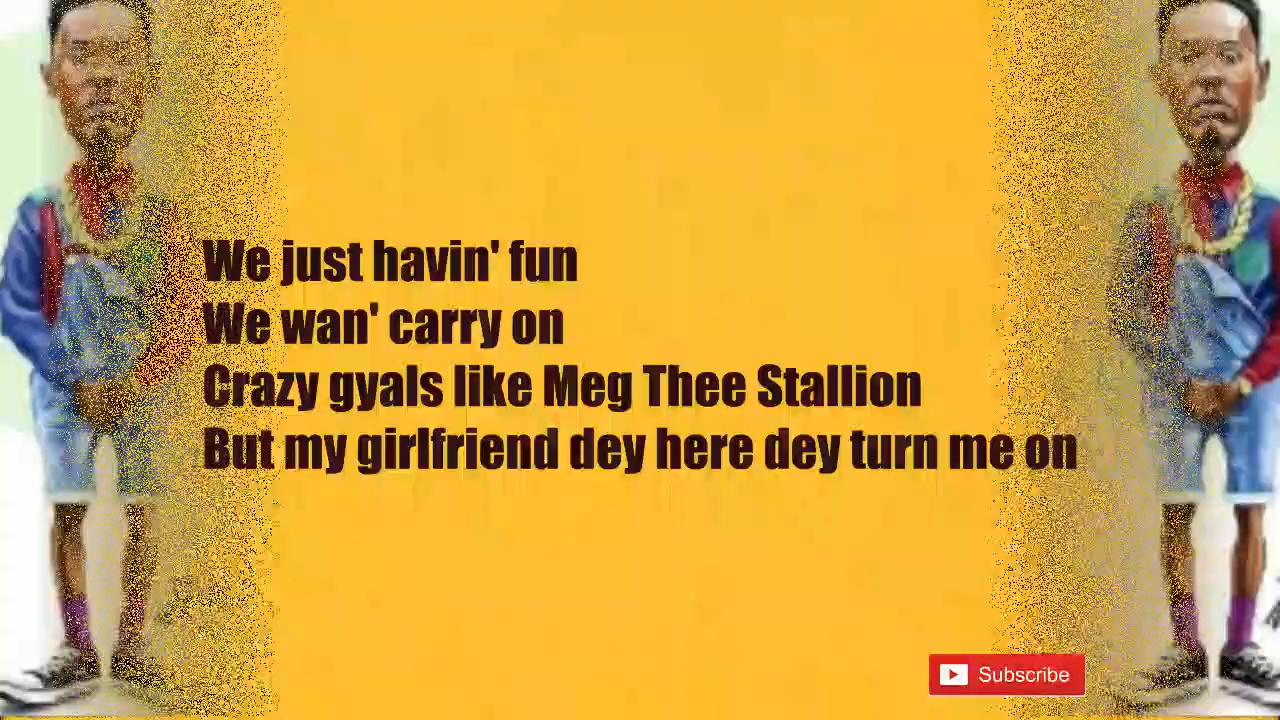 We just havin' fun
We wan' carry on
Crazy gyals like Meg Thee Stallion
But my girlfriend dey here dey turn me on
Subscribe